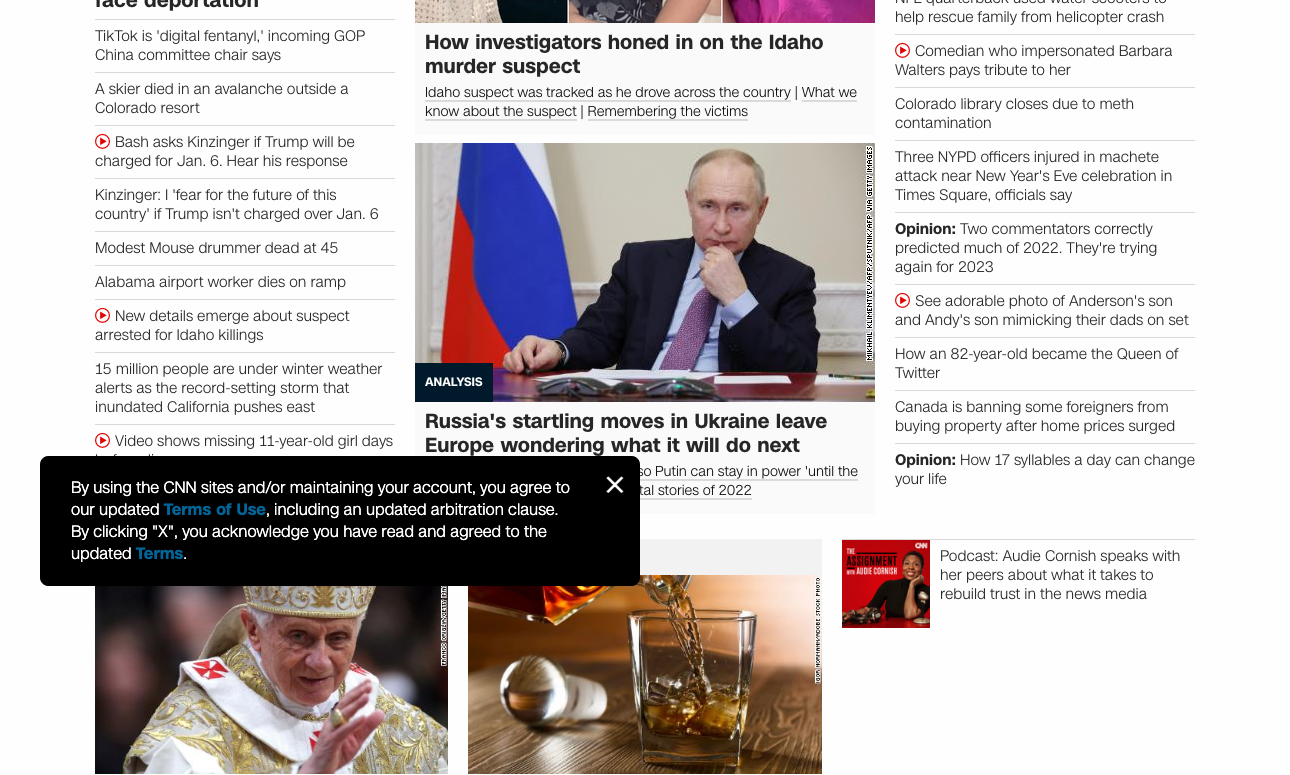 face deportation
TikTok is 'digital fentanyl,' incoming GOP
China committee chair says
A skier died in an avalanche outside a
Colorado resort
Bash asks Kinzinger if Trump will be
charged for Jan. 6. Hear his response
Kinzinger: I 'fear for the future of this
country' if Trump isn't charged over Jan. 6
Modest Mouse drummer dead at 45
Alabama airport worker dies on ramp
New details emerge about suspect
arrested for Idaho killings
15 million people are under winter weather
alerts as the record-setting storm that
inundated California pushes east
Video shows missing 11-year-old girl days
How investigators honed in on the Idaho
murder suspect
Idaho suspect was tracked as he drove across the country | What we
know about the suspect | Remembering the victims
MIKHAIL KLIMENTYEV/AFP/SPUTNIK/AFP VIA GETTY IMAGES
ANALYSIS
Russia's startling moves in Ukraine leave
Europe wondering what it will do next
so Putin can stay in power 'until the
tal stories of 2022
NFL quarterback used water scooters to
help rescue family from helicopter crash
Comedian who impersonated Barbara
Walters pays tribute to her
Colorado library closes due to meth
contamination
Three NYPD officers injured in machete
attack near New Year's Eve celebration in
Times Square, officials say
Opinion: Two commentators correctly
predicted much of 2022. They're trying
again for 2023
See adorable photo of Anderson's son
and Andy's son mimicking their dads on set
How an 82-year-old became the Queen of
Twitter
Canada is banning some foreigners from
buying property after home prices surged
Opinion: How 17 syllables a day can change
your life
By using the CNN sites and/or maintaining your account, you agree to
our updated Terms of Use, including an updated arbitration clause.
By clicking "X", you acknowledge you have read and agreed to the
updated Terms.
CNN
THE
ASSIGNMENT
WITH AUDIE CORNISH
Podcast: Audie Cornish speaks with
her peers about what it takes to
rebuild trust in the news media